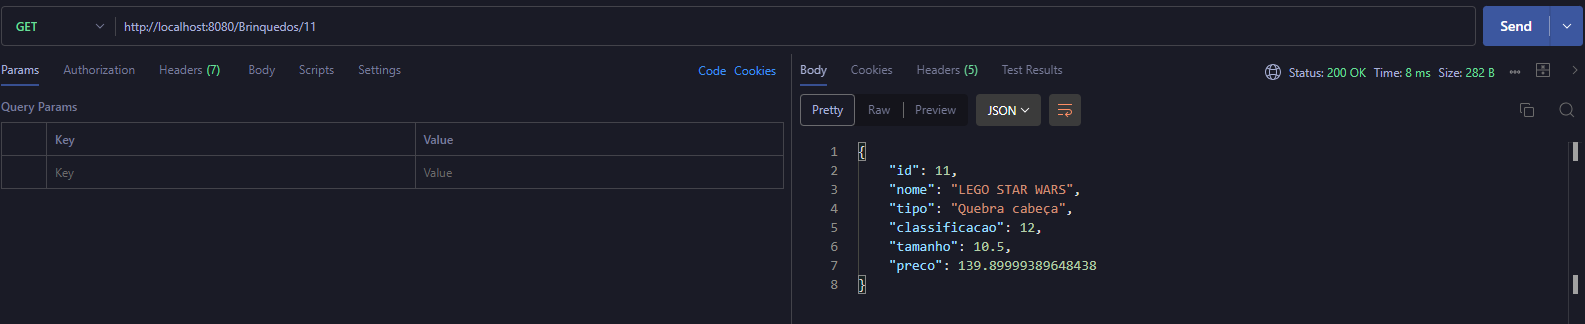 GET http://localhost:8080/Brinquedos/11 Send
Params Authorization Headers (7) Body Scripts Settings Code Cookies
Query Params
Key Value
Key Value
Body Cookies Headers (5) Test Results Status: 200 OK Time: 8 ms Size: 282 B
Pretty Raw Preview JSON
1 {
2 "id": 11,
3 "nome": "LEGO STAR WARS",
4 "tipo": "Quebra cabeça",
5 "classificacao": 12,
6 "tamanho": 10.5,
7 "preco": 139.89999389648438
8 }